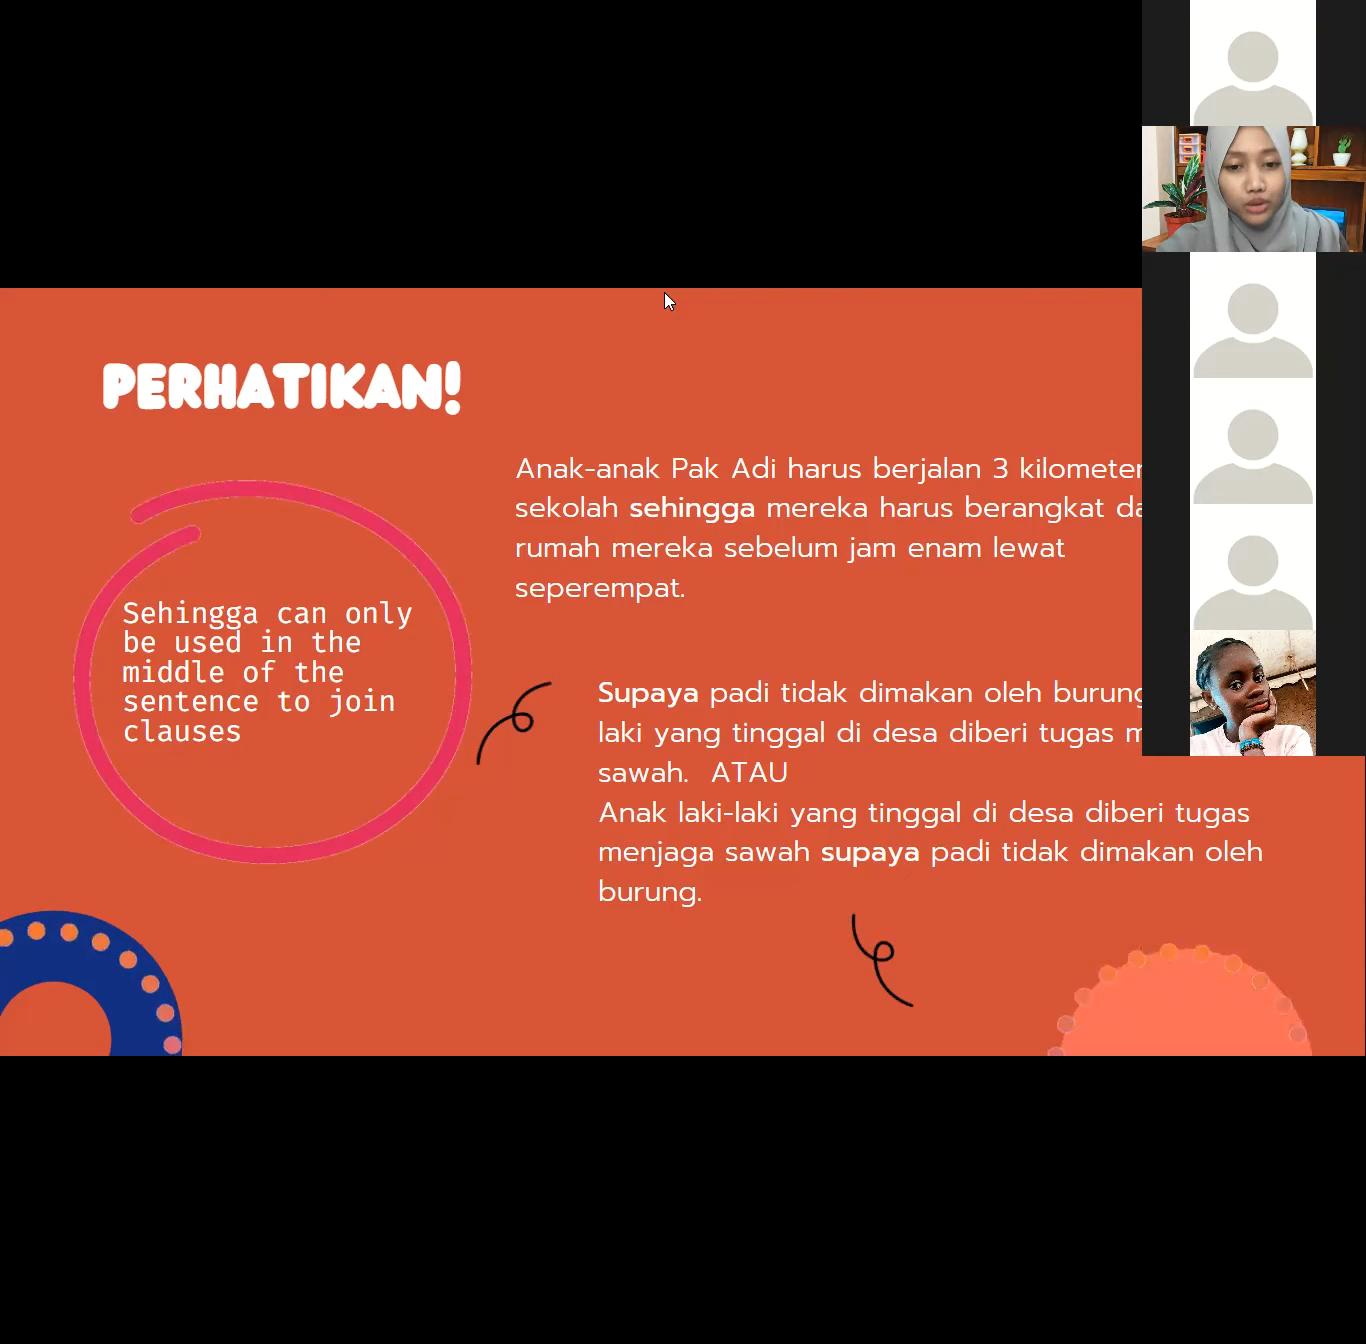 PERHATIKAN!
Anak-anak Pak Adi harus berjalan 3 kilometer
sekolah sehingga mereka harus berangkat
rumah mereka sebelum jam enam lewat
seperempat.
Sehingga can only
be used in the
middle of the
sentence to join
clauses
Supaya padi tidak dimakan oleh burung
laki yang tinggal di desa diberi tugas
sawah. ATAU
Anak laki-laki yang tinggal di desa diberi tugas
menjaga sawah supaya padi tidak dimakan oleh
burung.